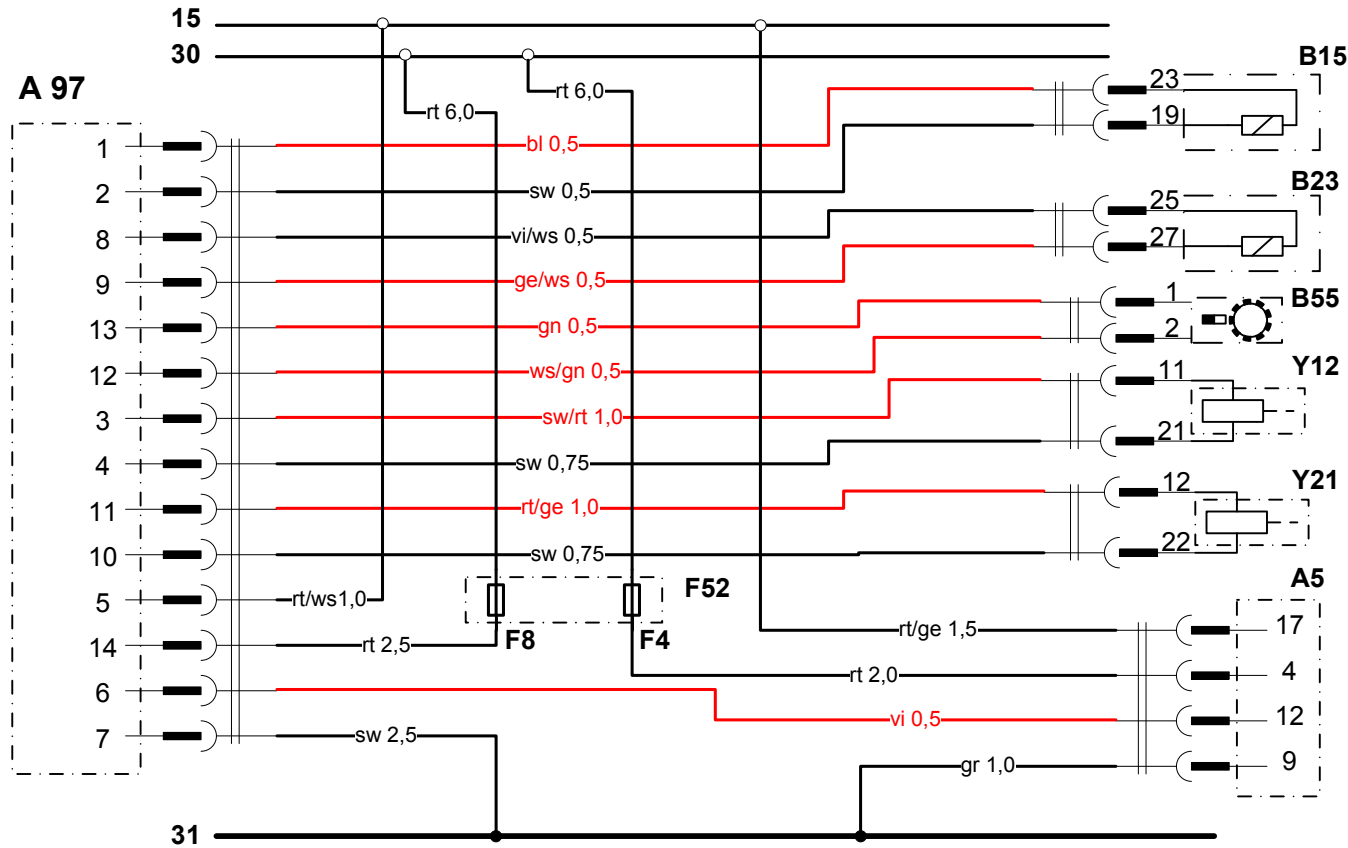 15
30
B15
A 97
23
rt 6,0
rt 6,0
19
1
bl 0,5
2
sw 0,5
B23
25
8
vi/ws 0,5
27
9
ge/ws 0,5
B55
1
13
gn 0,5
2
12
ws/gn 0,5
Y12
11
3
sw/rt 1,0
21
4
sw 0,75
Y21
12
11
rt/ge 1,0
22
10
sw 0,75
F52
A5
5
rt/ws1,0
17
rt/ge 1,5
14
rt 2,5
F8
F4
rt 2,0
4
6
vi 0,5
12
7
sw 2,5
gr 1,0
9
31